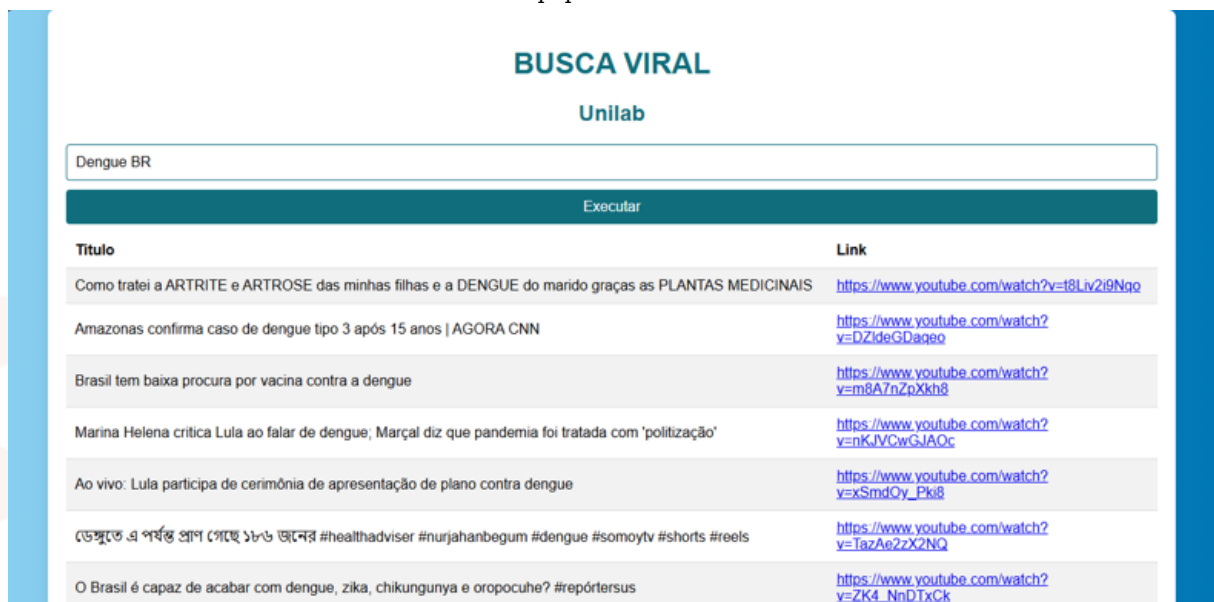 BUSCA VIRAL
Unilab
Dengue BR
Executar
Titulo Link
Como tratei a ARTRITE e ARTROSE das minhas filhas e a DENGUE do marido graças as PLANTAS MEDICINAIS https://www.youtube.com/watch?v=t8Liv2i9Nqo
Amazonas confirma caso de dengue tipo 3 após 15 anos | AGORA CNN https://www.youtube.com/watch?
v=DZldeGDaqeo
Brasil tem baixa procura por vacina contra a dengue https://www.youtube.com/watch?
v=m8A7nZpXkh8
Marina Helena critica Lula ao falar de dengue; Marçal diz que pandemia foi tratada com 'politização' https://www.youtube.com/watch?
v=nKJVCwGJAOc
Ao vivo: Lula participa de cerimônia de apresentação de plano contra dengue https://www.youtube.com/watch?
v=xSmdOy_Pki8
ডেঙ্গুতে এ পর্যন্ত প্রাণ গেছে ১৮৬ জনের #healthadviser #nurjahanbegum #dengue #somoytv #shorts #reels https://www.youtube.com/watch?
v=TazAe2zX2NQ
O Brasil é capaz de acabar com dengue, zika, chikungunya e oropocuhe? #repórtersus https://www.youtube.com/watch?
v=ZK4_NnDTxCk